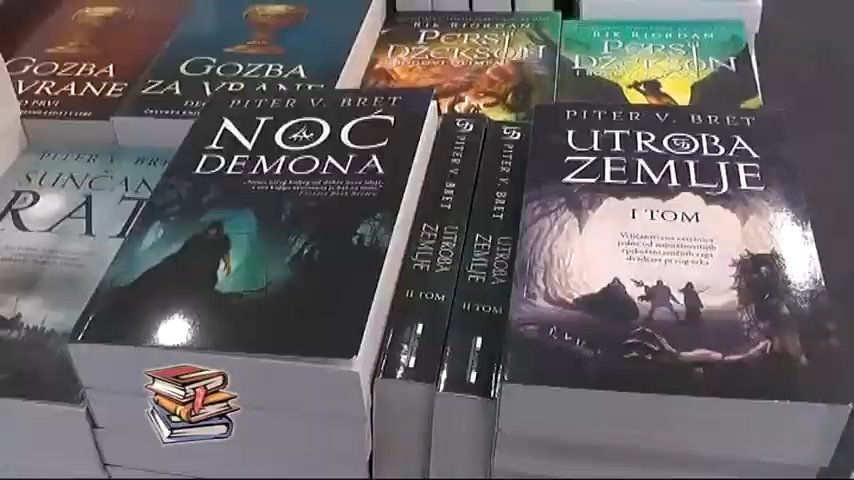 GOZBA
VRANE
GOZBA
ZA VRANE
RIK RIORDAN
PERSI
DŽEKSON
RIK RIORDAN
PERSI
DŽEKSON
PITER V. BRET
SUNČAN
RAT
PITER V. BRET
NOĆ
DEMONA
PITER V. BRET
UTROBA
ZEMLJE
II TOM
PITER V. BRET
UTROBA
ZEMLJE
II TOM
PITER V. BRET
UTROBA
ZEMLJE
I TOM